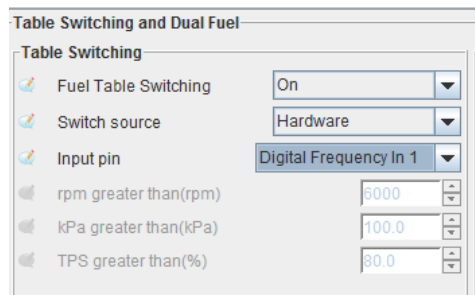 Table Switching and Dual Fuel
Table Switching
Fuel Table Switching On
Switch source Hardware
Input pin Digital Frequency In 1
rpm greater than(rpm) 6000
kPa greater than(kPa) 100.0
TPS greater than(%) 80.0